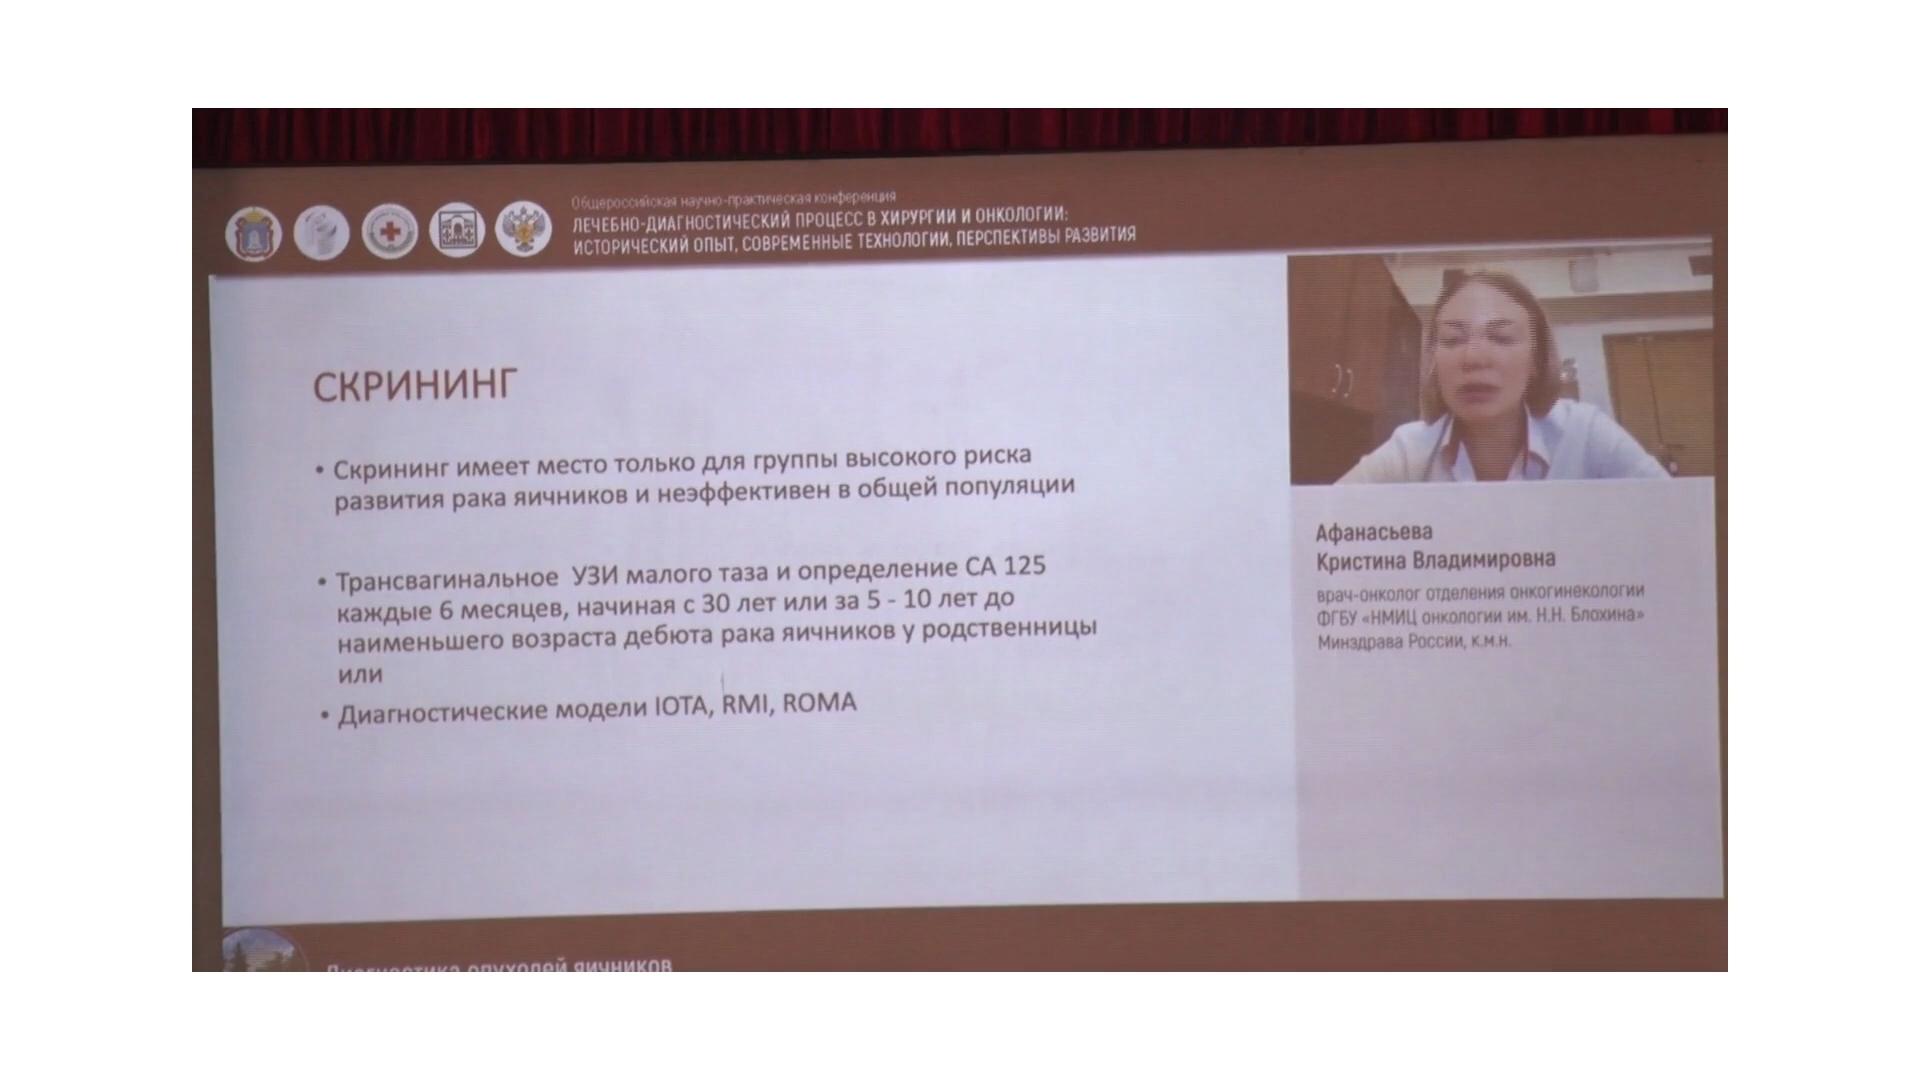 Общероссийская научно-практическая конференция
ЛЕЧЕБНО-ДИАГНОСТИЧЕСКИЙ ПРОЦЕСС В ХИРУРГИИ И ОНКОЛОГИИ:
ИСТОРИЧЕСКИЙ ОПЫТ, СОВРЕМЕННЫЕ ТЕХНОЛОГИИ, ПЕРСПЕКТИВЫ РАЗВИТИЯ
СКРИНИНГ
• Скрининг имеет место только для группы высокого риска
развития рака яичников и неэффективен в общей популяции
• Трансвагинальное УЗИ малого таза и определение СА 125
каждые 6 месяцев, начиная с 30 лет или за 5 - 10 лет до
наименьшего возраста дебюта рака яичников у родственницы
или
• Диагностические модели IOTA, RMI, ROMA
Афанасьева
Кристина Владимировна
врач-онколог отделения онкогинекологии
ФГБУ «НМИЦ онкологии им. Н.Н. Блохина»
Минздрава России, к.м.н.
Диагностика опухолей яичников